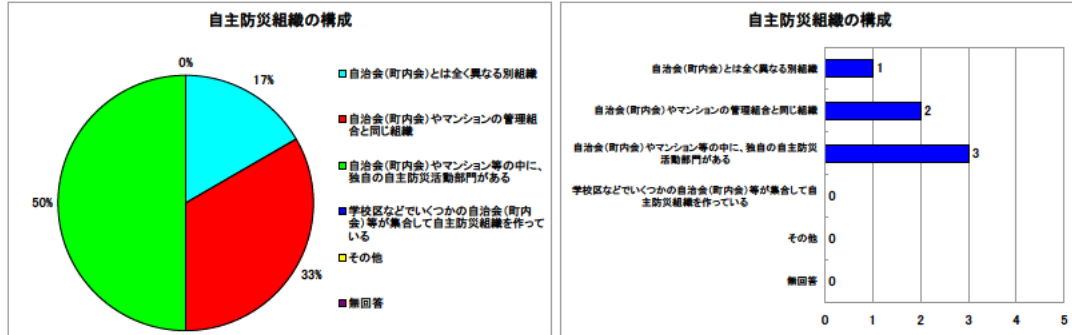 自主防災組織の構成
0%
17%
33%
50%
自治会(町内会)とは全く異なる別組織
自治会(町内会)やマンションの管理組
合と同じ組織
自治会(町内会)やマンション等の中に、
独自の自主防災活動部門がある
学校区などでいくつかの自治会(町内
会)等が集合して自主防災組織を作って
いる
その他
無回答
自主防災組織の構成
自治会(町内会)とは全く異なる別組織
1
自治会(町内会)やマンションの管理組合と同じ組織
2
自治会(町内会)やマンション等の中に、独自の自主防災
活動部門がある
3
学校区などでいくつかの自治会(町内会)等が集合して自
主防災組織を作っている
0
その他
0
無回答
0
0 1 2 3 4 5